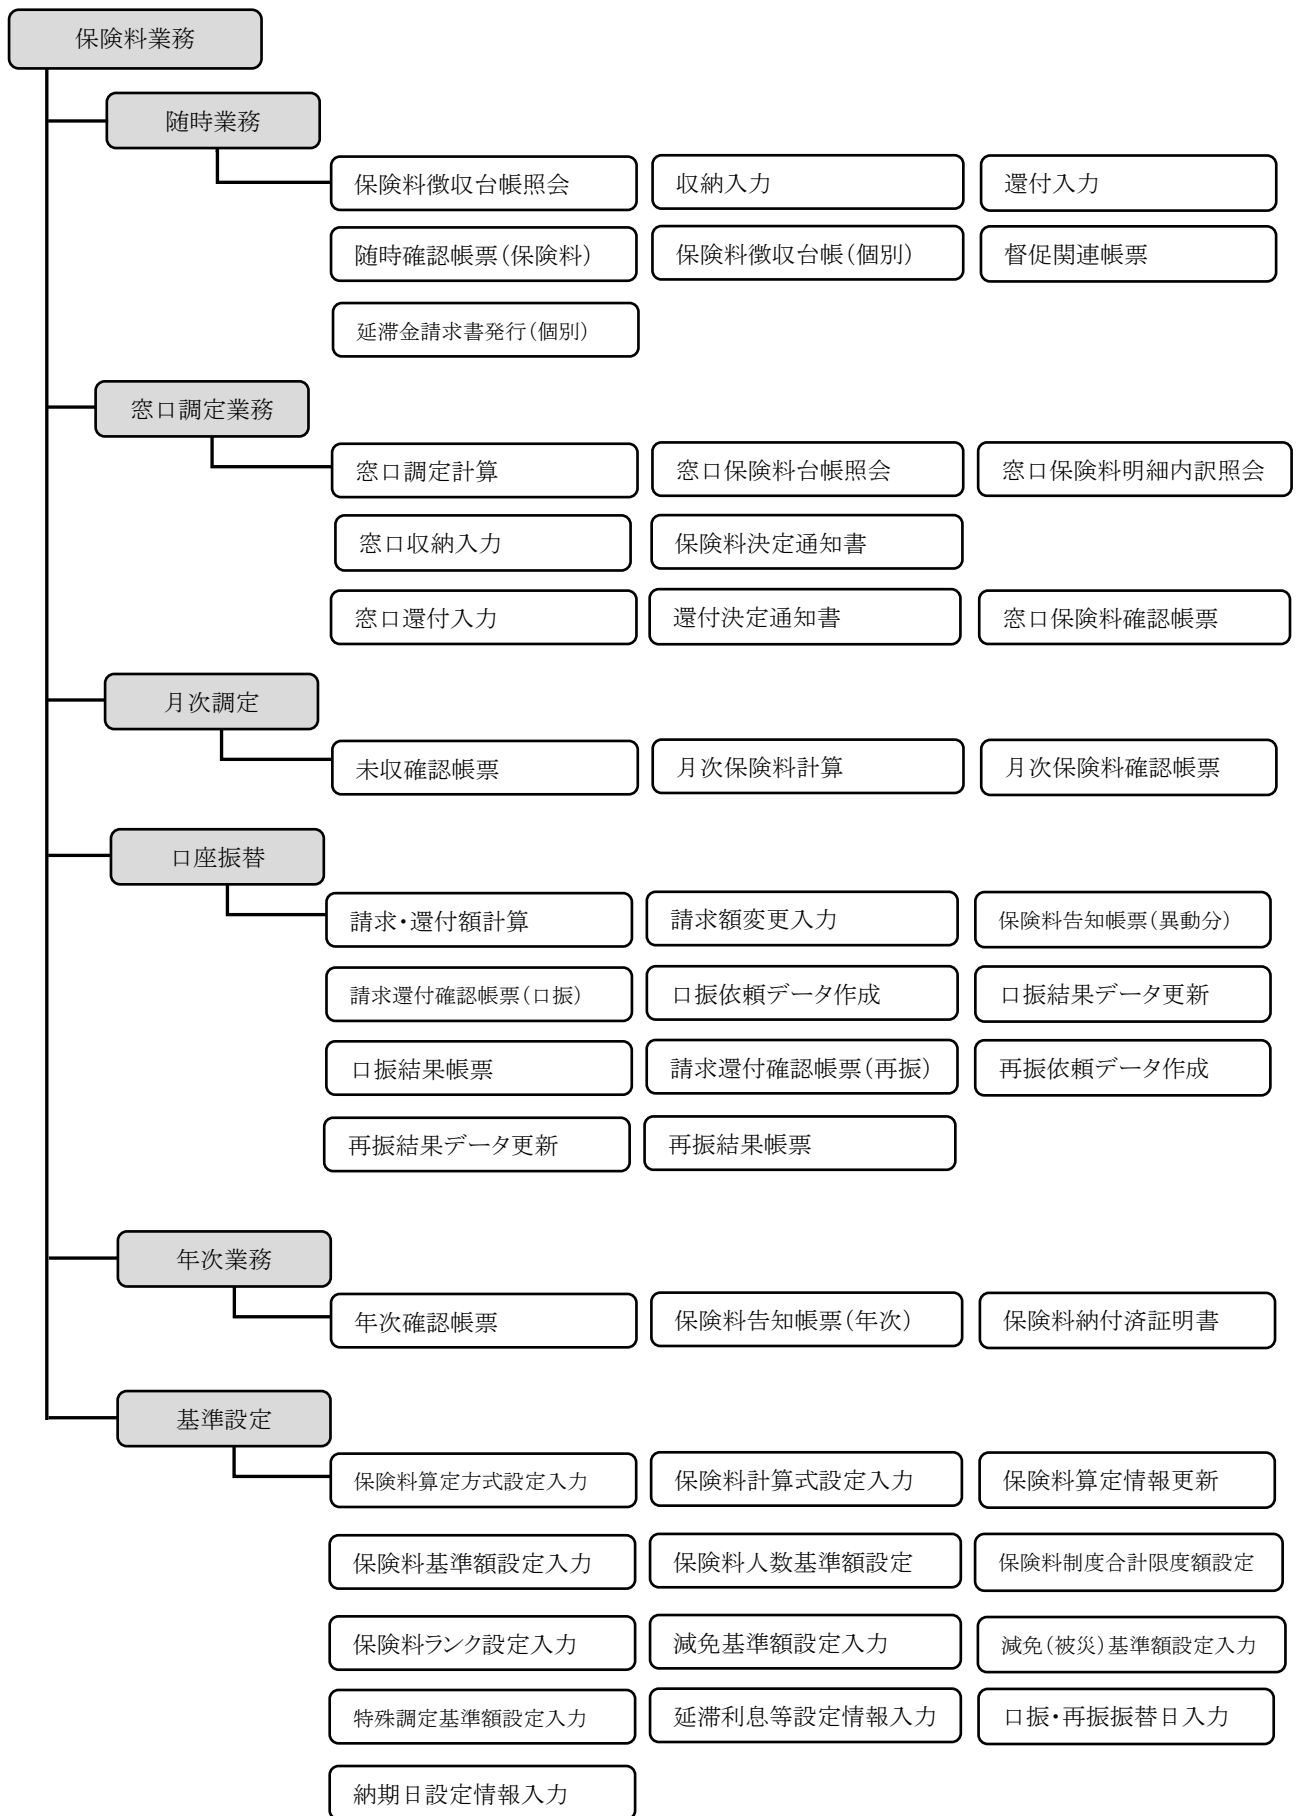 保険料業務
随時業務
保険料徴収台帳照会
収納入力
還付入力
随時確認帳票(保険料)
保険料徴収台帳(個別)
督促関連帳票
延滞金請求書発行(個別)
窓口調定業務
窓口調定計算
窓口保険料台帳照会
窓口保険料明細内訳照会
窓口収納入力
保険料決定通知書
窓口還付入力
還付決定通知書
窓口保険料確認帳票
月次調定
未収確認帳票
月次保険料計算
月次保険料確認帳票
口座振替
請求・還付額計算
請求額変更入力
保険料告知帳票(異動分)
請求還付確認帳票(口振)
口振依頼データ作成
口振結果データ更新
口振結果帳票
請求還付確認帳票(再振)
再振依頼データ作成
再振結果データ更新
再振結果帳票
年次業務
年次確認帳票
保険料告知帳票(年次)
保険料納付済証明書
基準設定
保険料算定方式設定入力
保険料計算式設定入力
保険料算定情報更新
保険料基準額設定入力
保険料人数基準額設定
保険料制度合計限度額設定
保険料ランク設定入力
減免基準額設定入力
減免(被災)基準額設定入力
特殊調定基準額設定入力
延滞利息等設定情報入力
口振・再振振替日入力
納期日設定情報入力